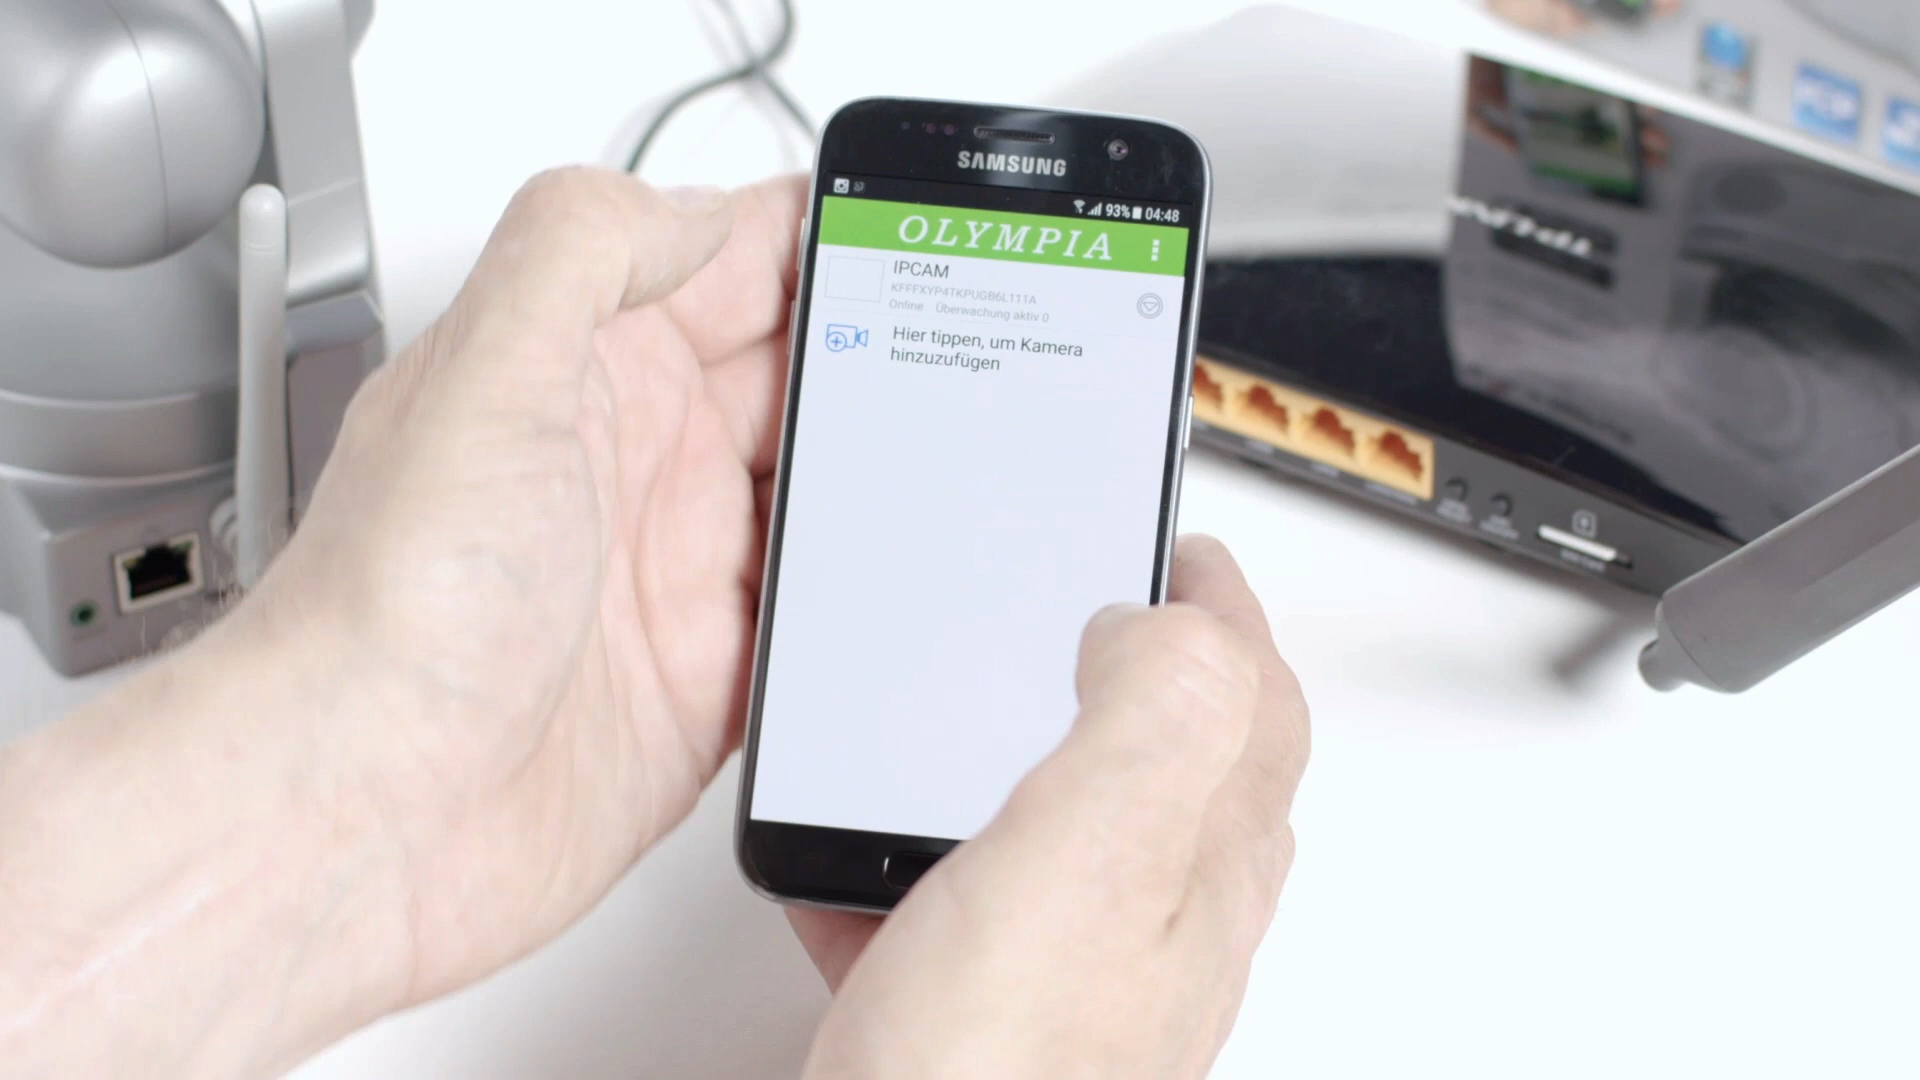 SAMSUNG
93% 04:48
OLYMPIA
IPCAM
KFFFXYP4TKPUGB6L111A
Online Überwachung aktiv 0
Hier tippen, um Kamera
hinzuzufügen